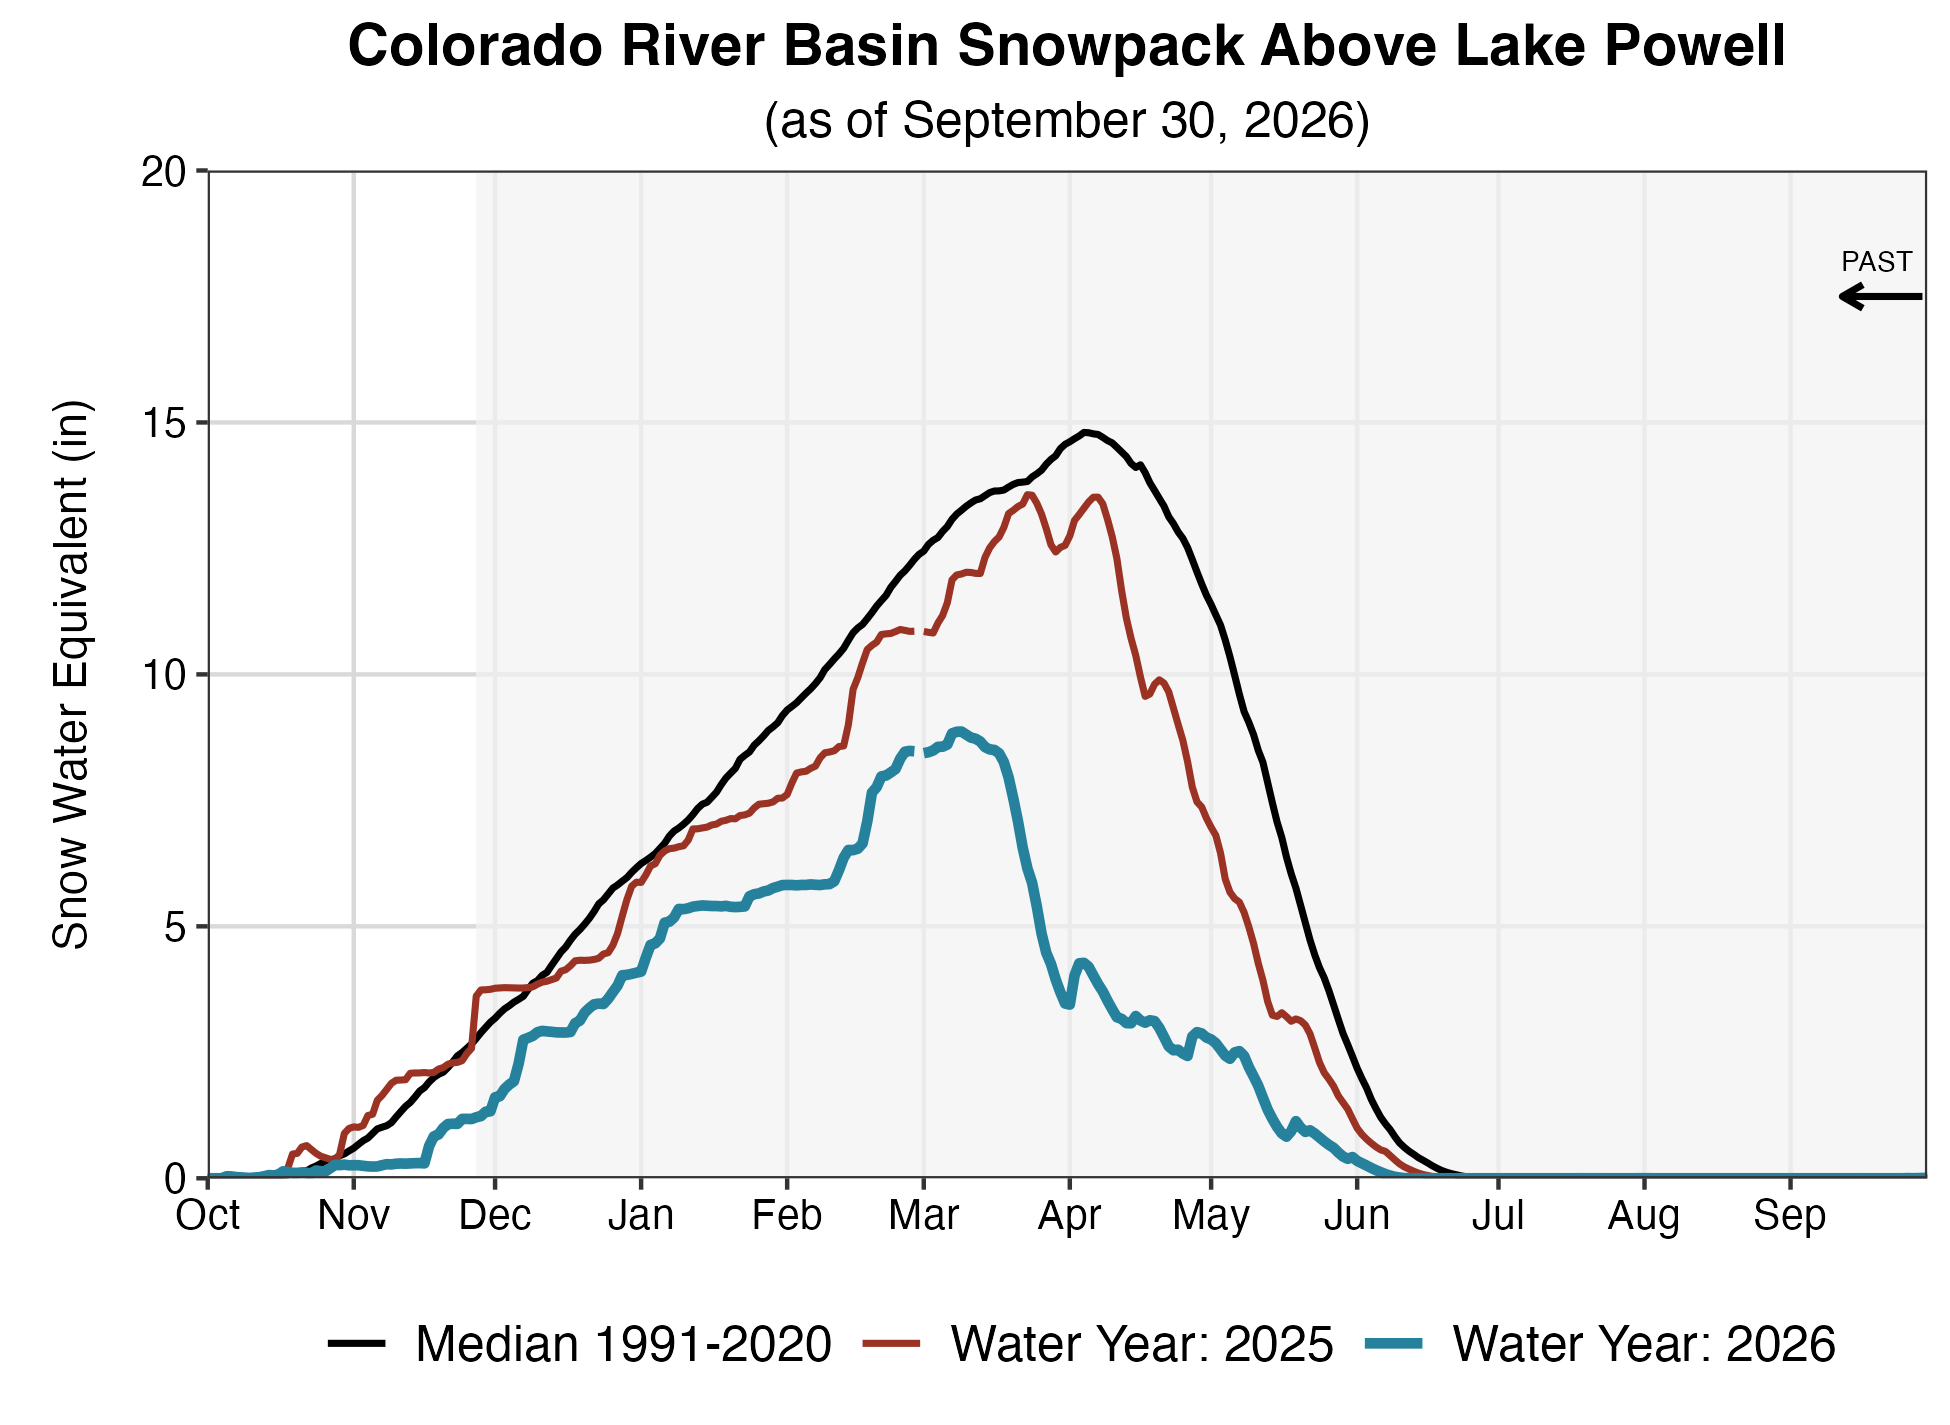 Colorado River Basin Snowpack Above Lake Powell
(as of September 30, 2026)
20
15
10
5
0
Snow Water Equivalent (in)
PAST
Oct Nov Dec Jan Feb Mar Apr May Jun Jul Aug Sep
Median 1991-2020 Water Year: 2025 Water Year: 2026